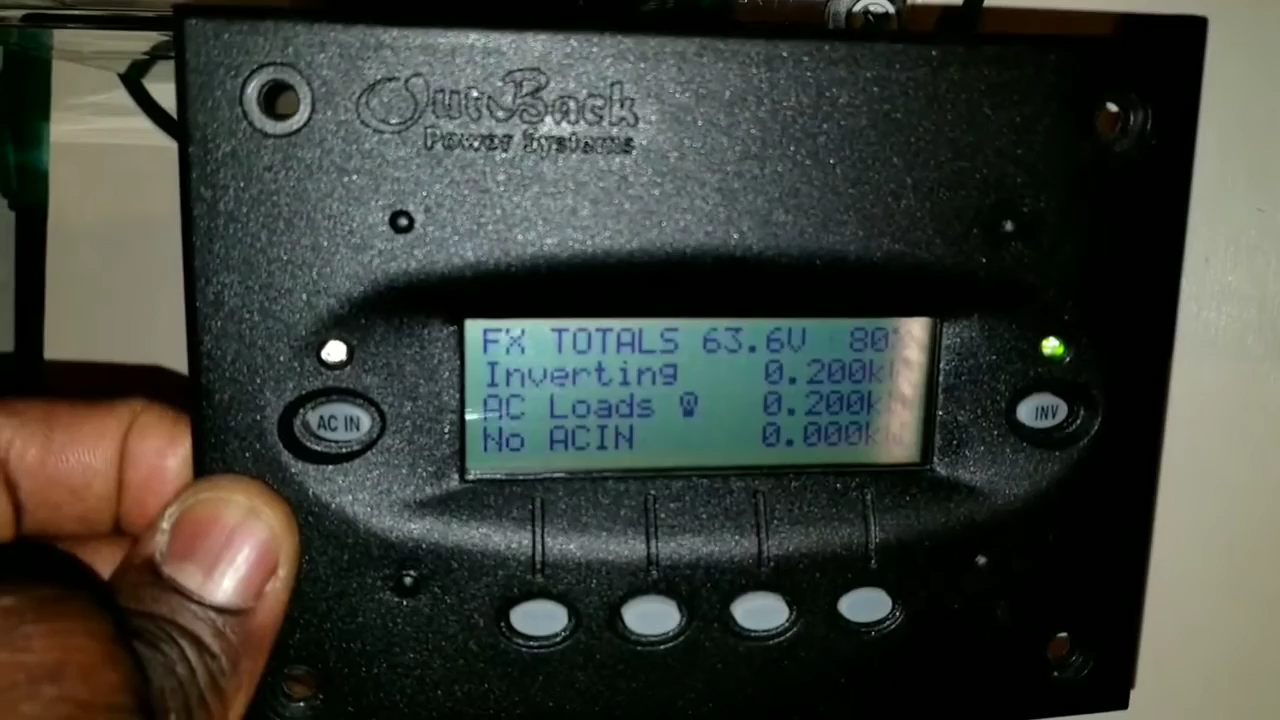 OutBack
Power Systems
FX TOTALS 63.6V 80°
Inverting 0.200k
AC Loads 0.200k
No ACIN 0.000k
AC IN
INV